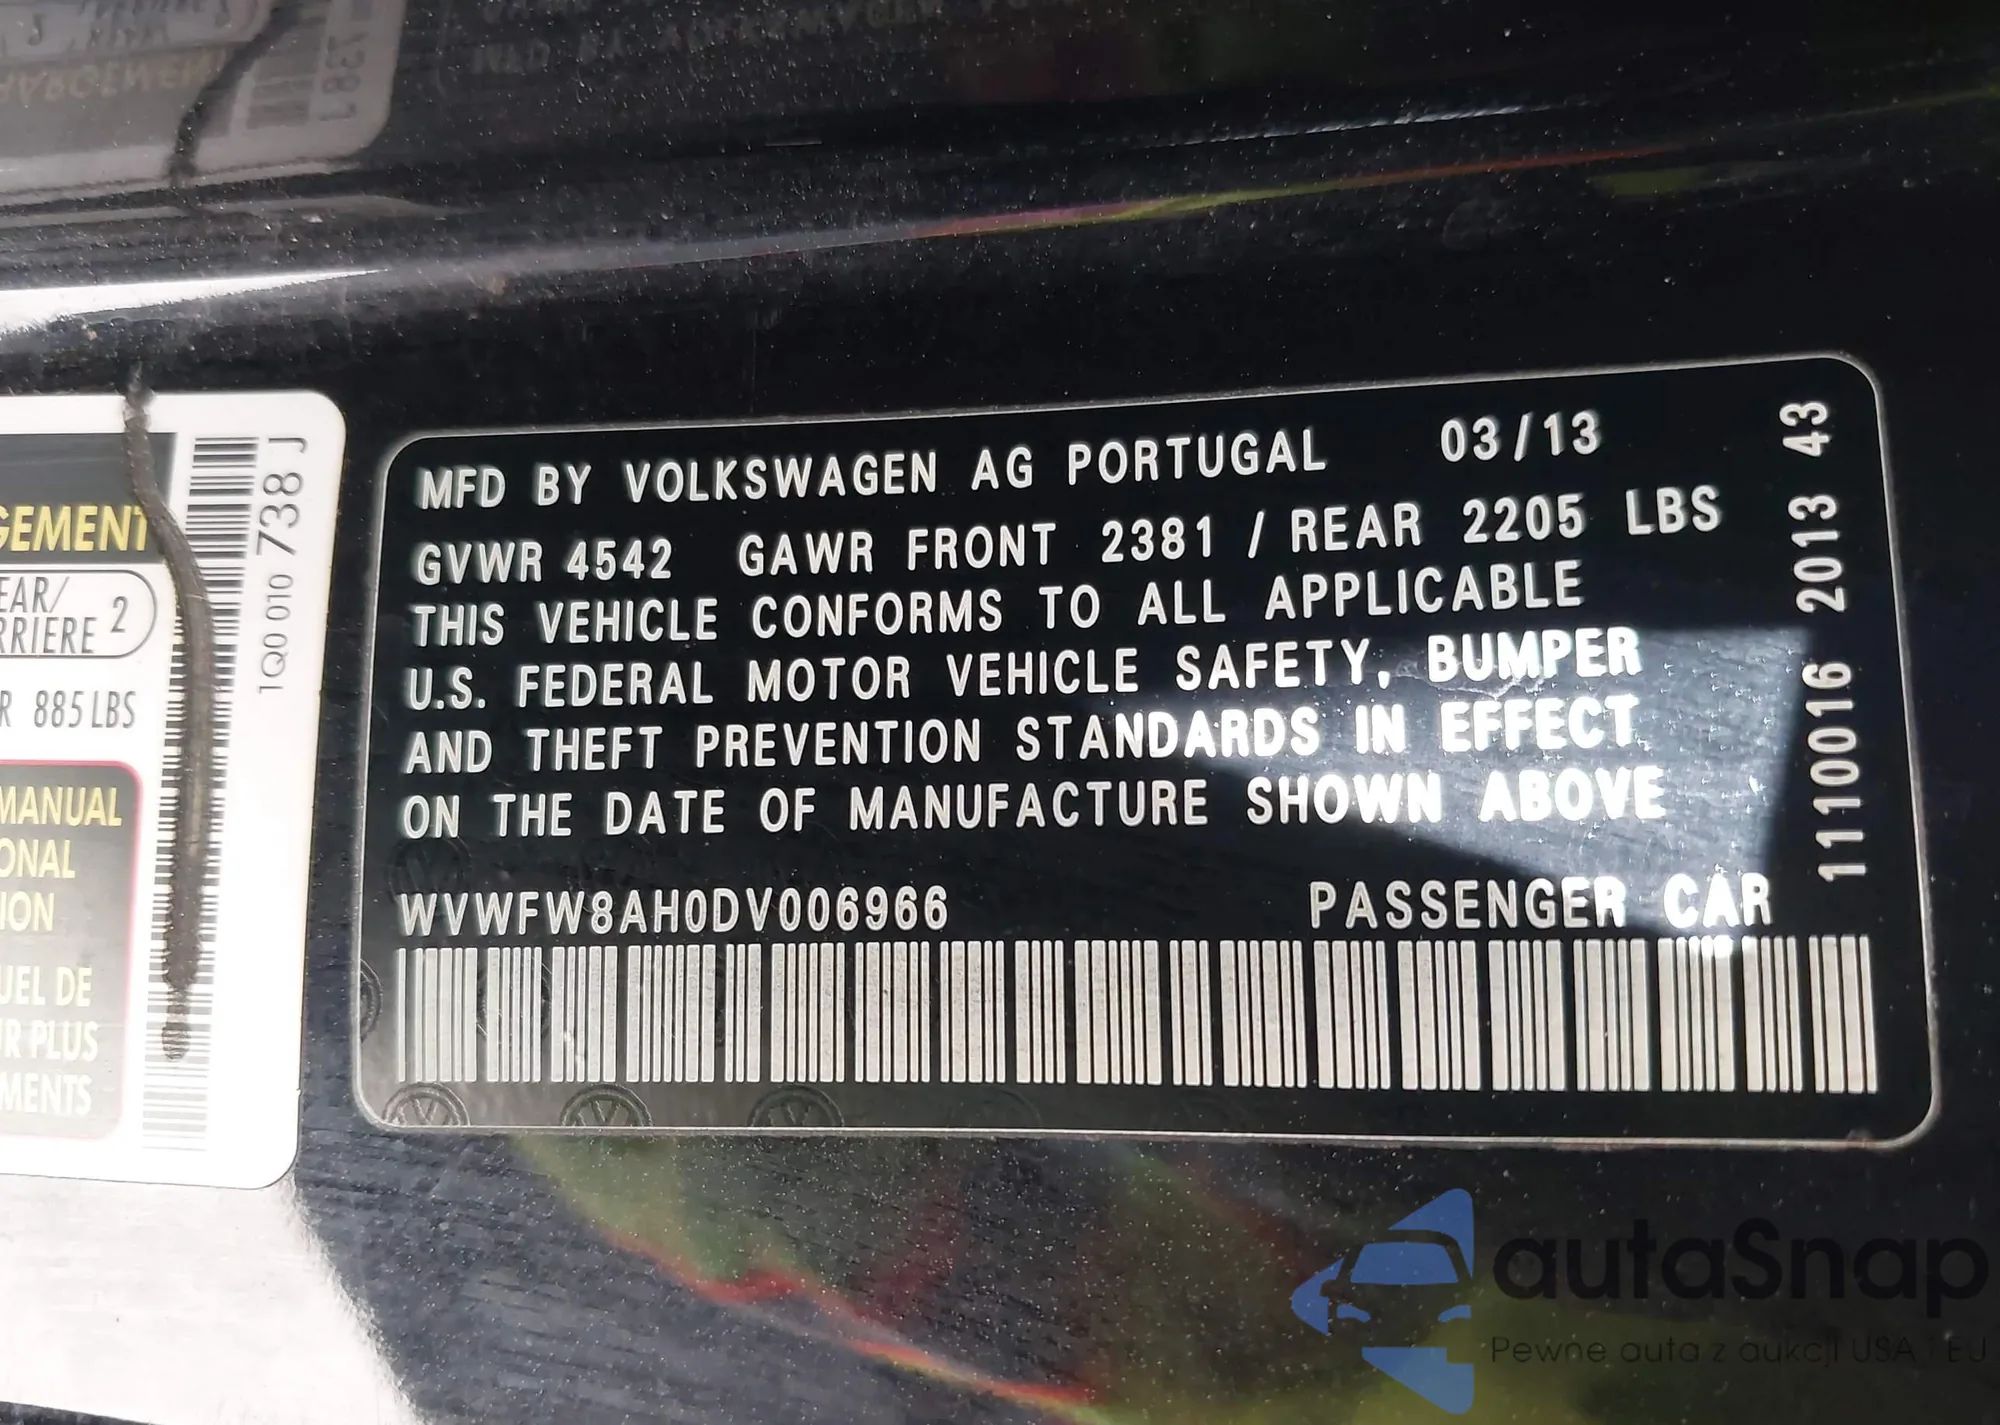 GEMENT
EAR/
RRIERE 2
R 885 LBS
MANUAL
ONAL
ION
UEL DE
R PLUS
MENTS
1Q0 010 738 J
MFD BY VOLKSWAGEN AG PORTUGAL 03/13
GVWR 4542 GAWR FRONT 2381 / REAR 2205 LBS
THIS VEHICLE CONFORMS TO ALL APPLICABLE
U.S. FEDERAL MOTOR VEHICLE SAFETY, BUMPER
AND THEFT PREVENTION STANDARDS IN EFFECT
ON THE DATE OF MANUFACTURE SHOWN ABOVE
WVWFW8AH0DV006966 PASSENGER CAR
1110016 2013 43
autaSnap
Pewne auta z aukcji USA i EU